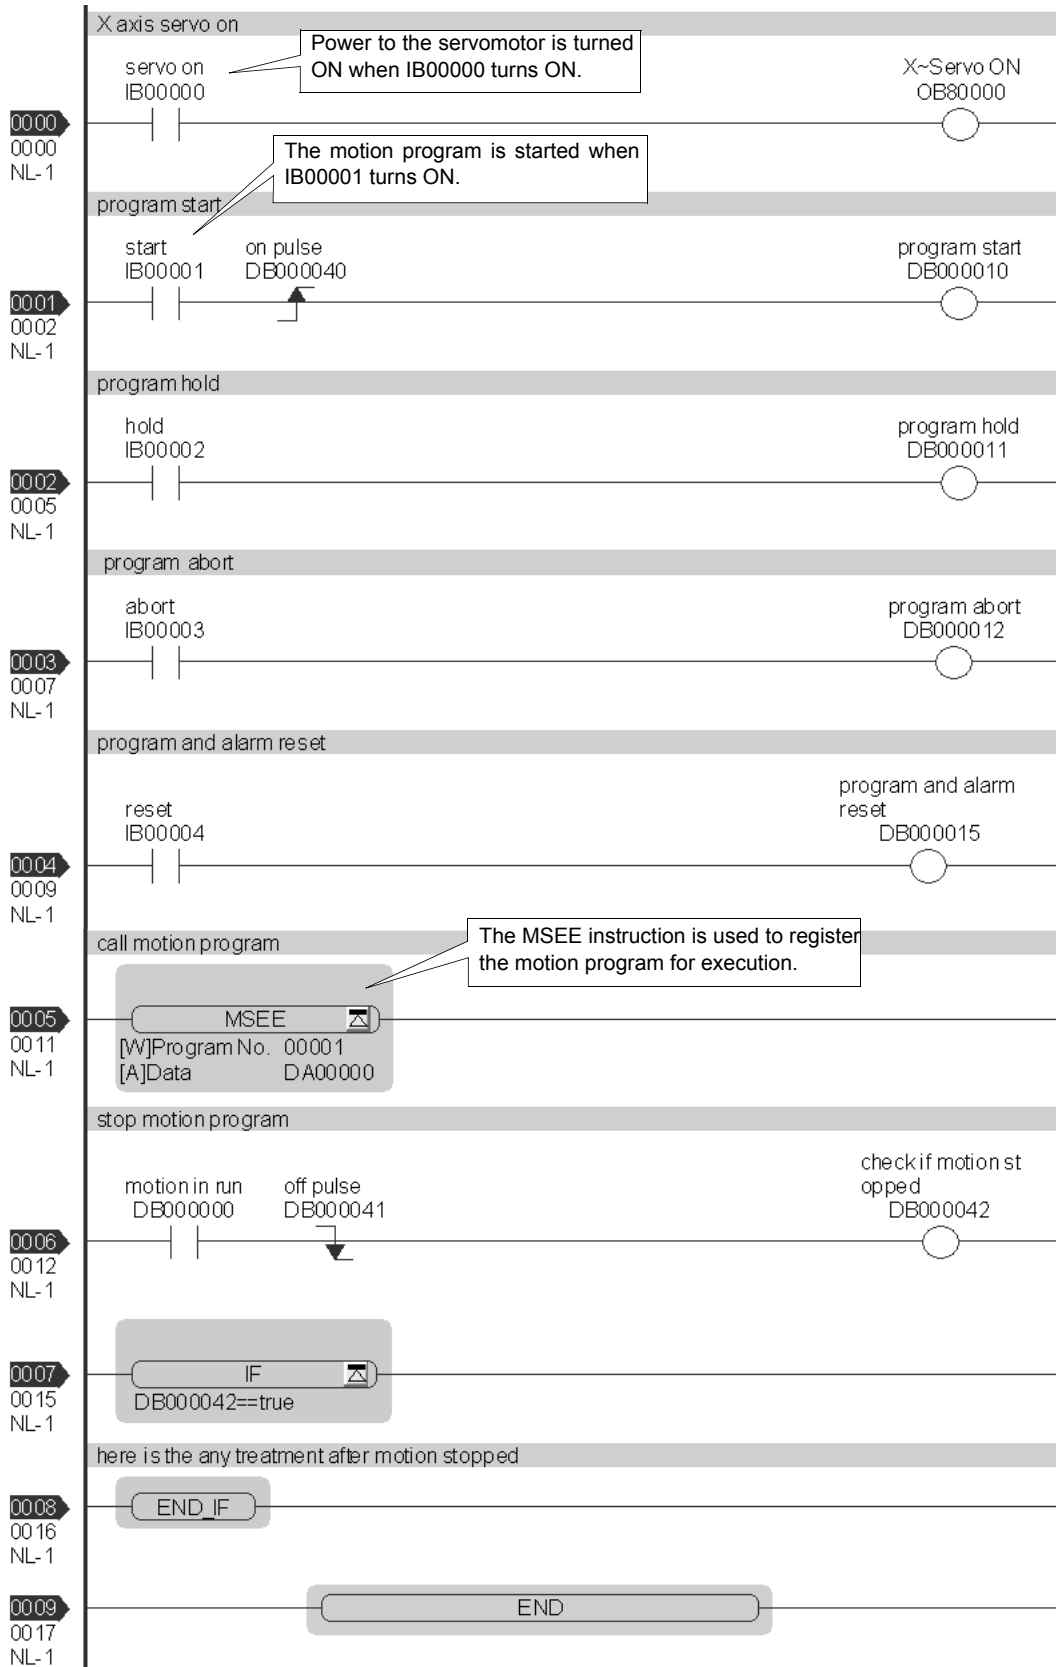 X axis servo on
Power to the servomotor is turned
ON when IB00000 turns ON.
servo on
IB00000
X~Servo ON
OB80000
0000
0000
NL-1
The motion program is started when
IB00001 turns ON.
program start
start
IB00001
on pulse
DB000040
program start
DB000010
0001
0002
NL-1
program hold
hold
IB00002
program hold
DB000011
0002
0005
NL-1
program abort
abort
IB00003
program abort
DB000012
0003
0007
NL-1
program and alarm reset
reset
IB00004
program and alarm
reset
DB000015
0004
0009
NL-1
call motion program
The MSEE instruction is used to register
the motion program for execution.
0005
0011
NL-1
MSEE
[W]Program No. 00001
[A]Data DA00000
stop motion program
motion in run
DB000000
off pulse
DB000041
check if motion st
opped
DB000042
0006
0012
NL-1
0007
0015
NL-1
IF
DB000042==true
here is the any treatment after motion stopped
0008
0016
NL-1
END_IF
0009
0017
NL-1
END